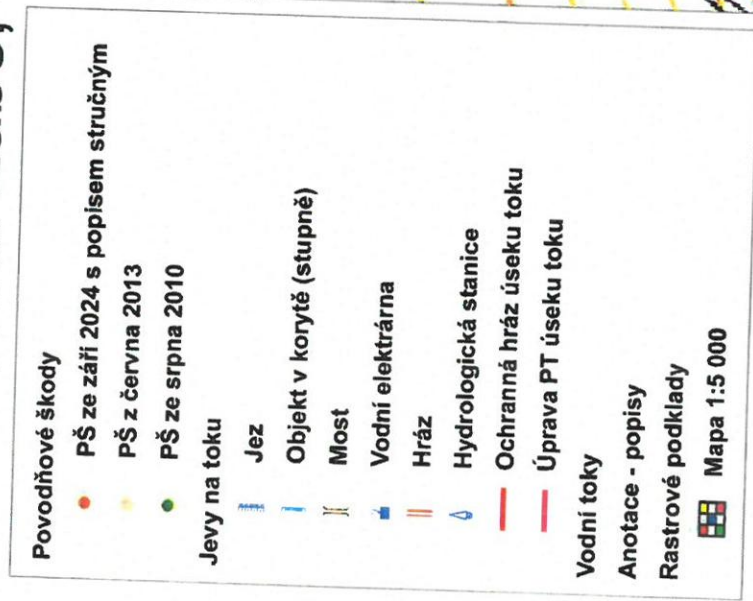 Povodňové škody
PŠ ze září 2024 s popisem stručným
PŠ z června 2013
PŠ ze srpna 2010
Jevy na toku
Jez
Objekt v korytě (stupně)
Most
Vodní elektrárna
Hráz
Hydrologická stanice
Ochranná hráz úseku toku
Úprava PT úseku toku
Vodní toky
Anotace - popisy
Rastrové podklady
Mapa 1:5 000